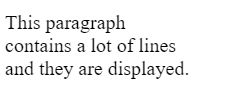 This paragraph
contains a lot of lines
and they are displayed.